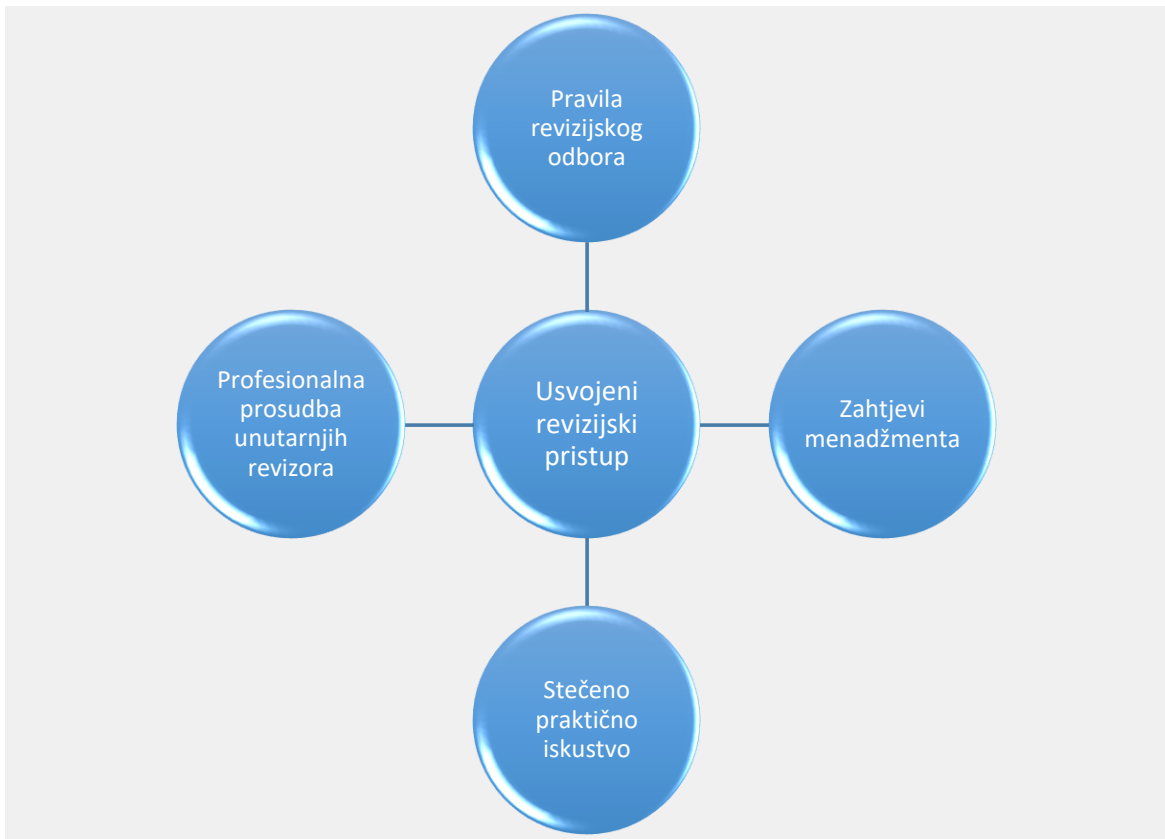 Pravila
revizijskog
odbora
Profesionalna
prosudba
unutarnjih
revizora
Usvojeni
revizijski
pristup
Zahtjevi
menadžmenta
Stečeno
praktično
iskustvo